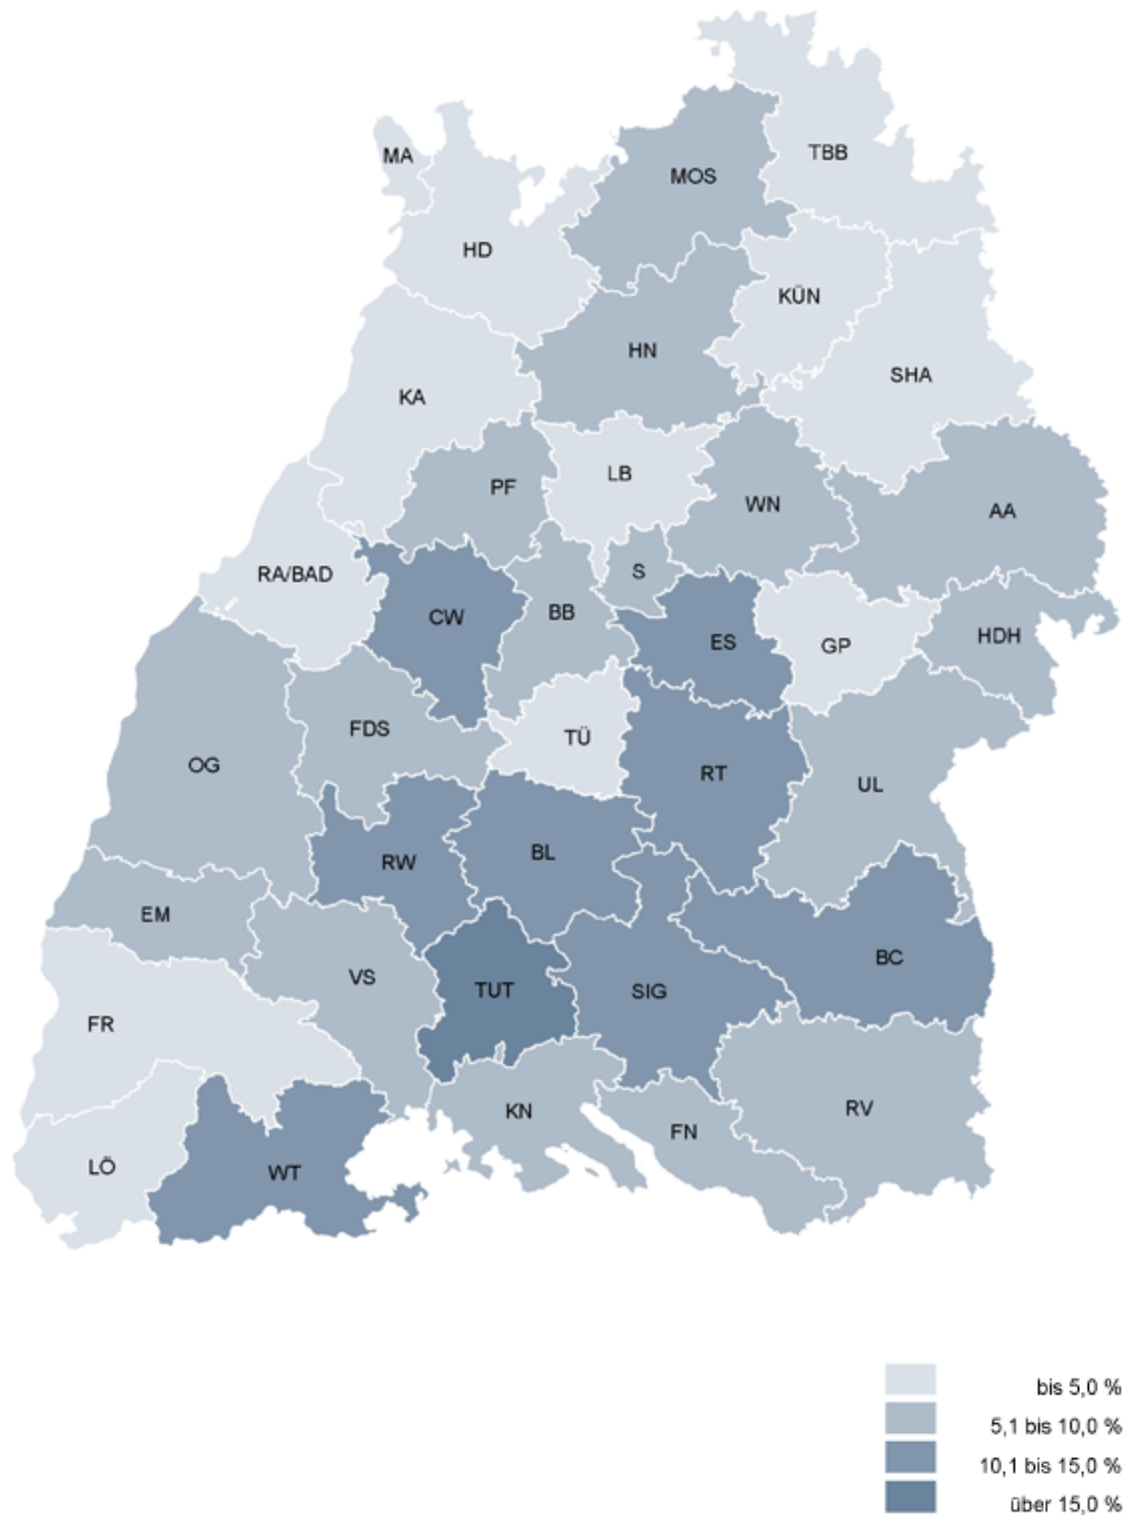 MA
TBB
MOS
HD
KÜN
HN
SHA
KA
LB
PF
WN
AA
S
RA/BAD
BB
CW
ES
HDH
GP
FDS
TÜ
OG
RT
UL
BL
RW
EM
BC
VS
TUT
SIG
FR
KN
RV
FN
LÖ
WT
bis 5,0 %
5,1 bis 10,0 %
10,1 bis 15,0 %
über 15,0 %